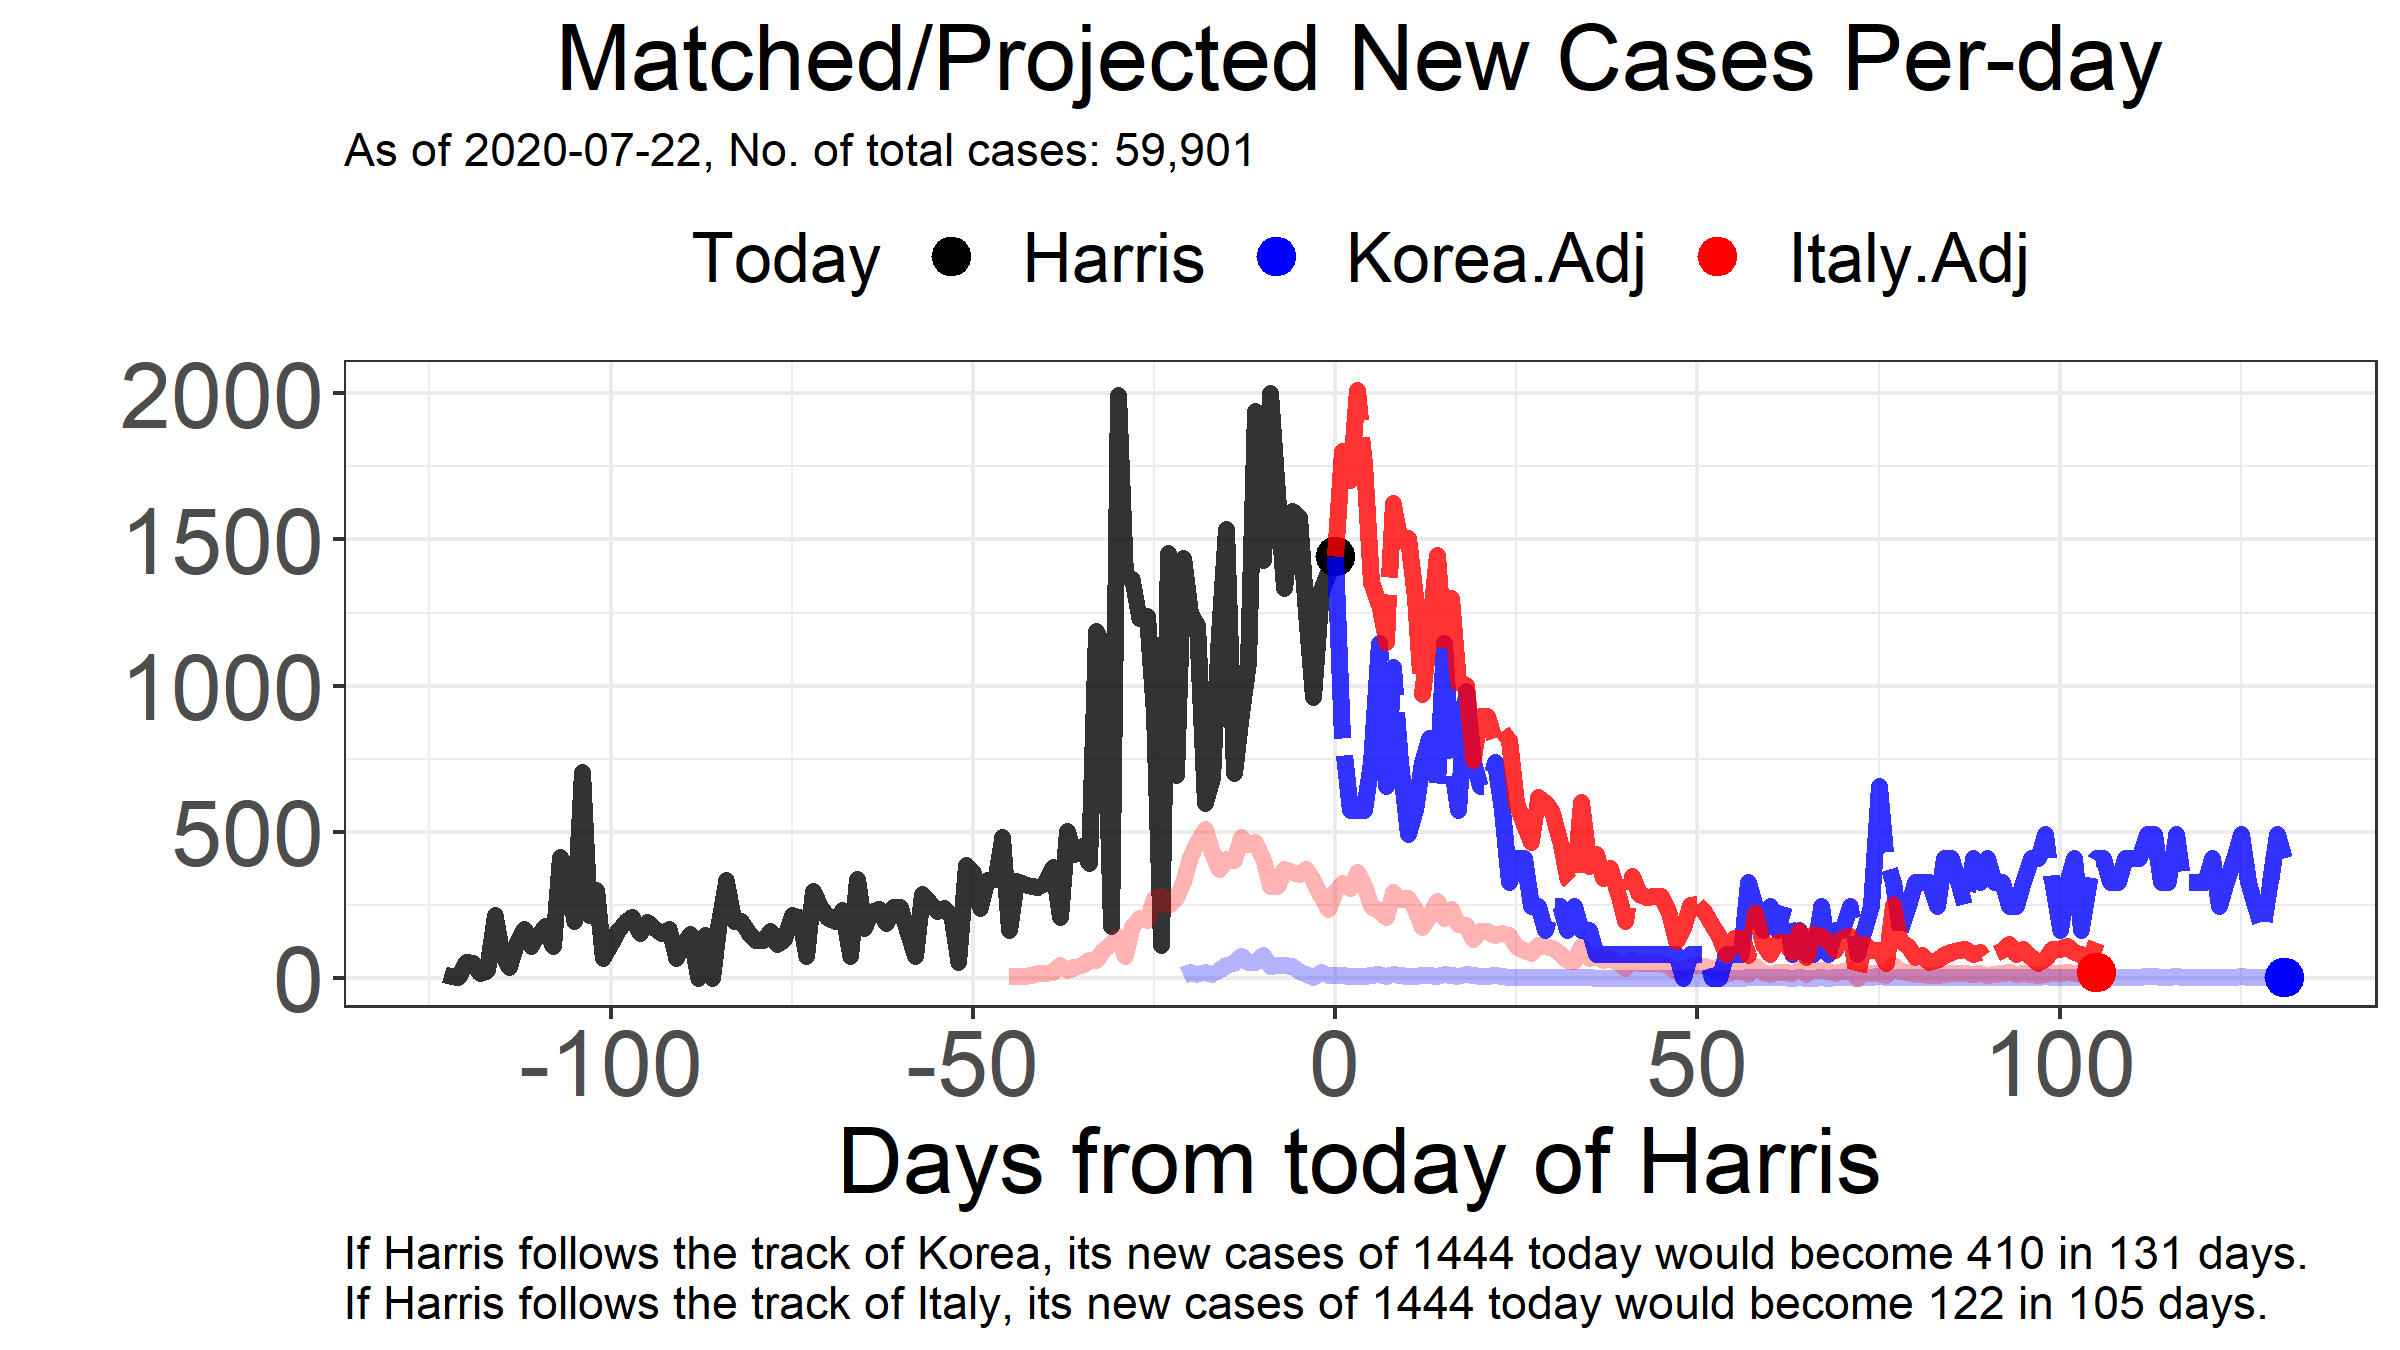 Matched/Projected New Cases Per-day
As of 2020-07-22, No. of total cases: 59,901
Today Harris Korea.Adj Italy.Adj
2000
1500
1000
500
0
-100 -50 0 50 100
Days from today of Harris
If Harris follows the track of Korea, its new cases of 1444 today would become 410 in 131 days.
If Harris follows the track of Italy, its new cases of 1444 today would become 122 in 105 days.